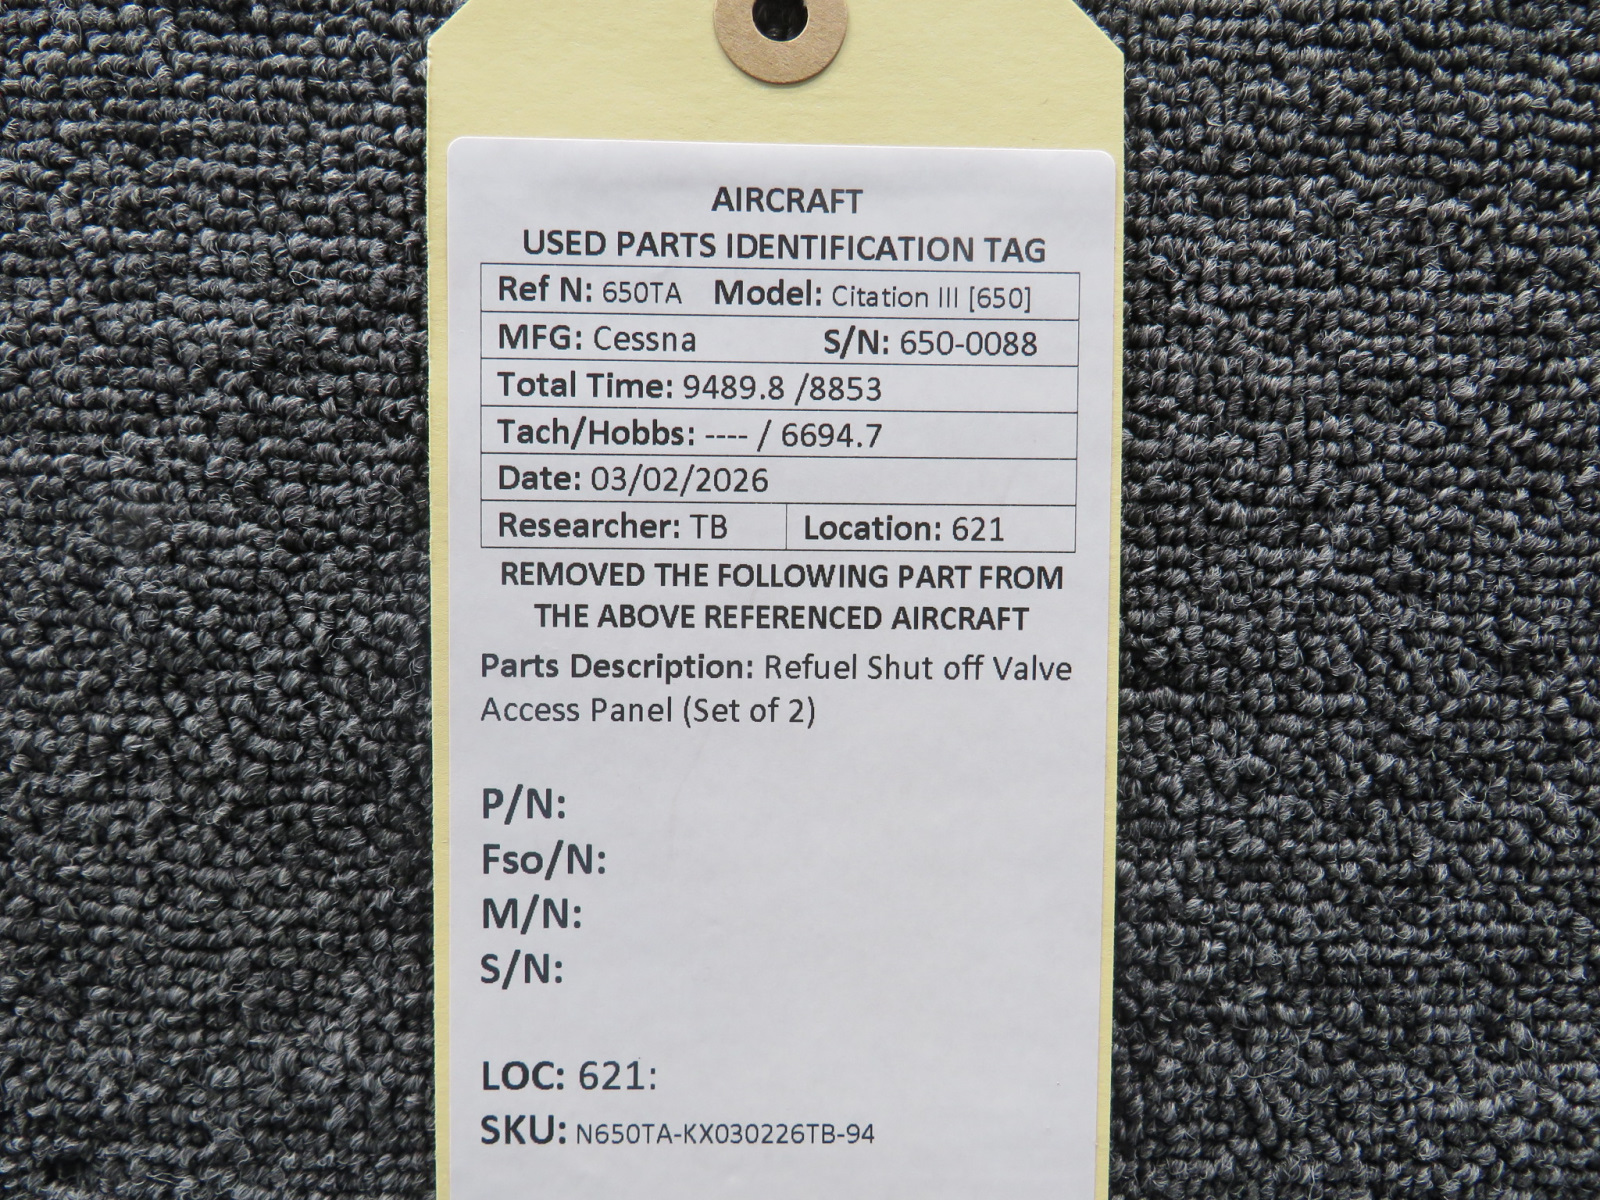 AIRCRAFT
USED PARTS IDENTIFICATION TAG
Ref N: 650TA Model: Citation III [650]
MFG: Cessna S/N: 650-0088
Total Time: 9489.8 /8853
Tach/Hobbs: ---- / 6694.7
Date: 03/02/2026
Researcher: TB Location: 621
REMOVED THE FOLLOWING PART FROM
THE ABOVE REFERENCED AIRCRAFT
Parts Description: Refuel Shut off Valve
Access Panel (Set of 2)
P/N:
Fso/N:
M/N:
S/N:
LOC: 621:
SKU: N650TA-KX030226TB-94